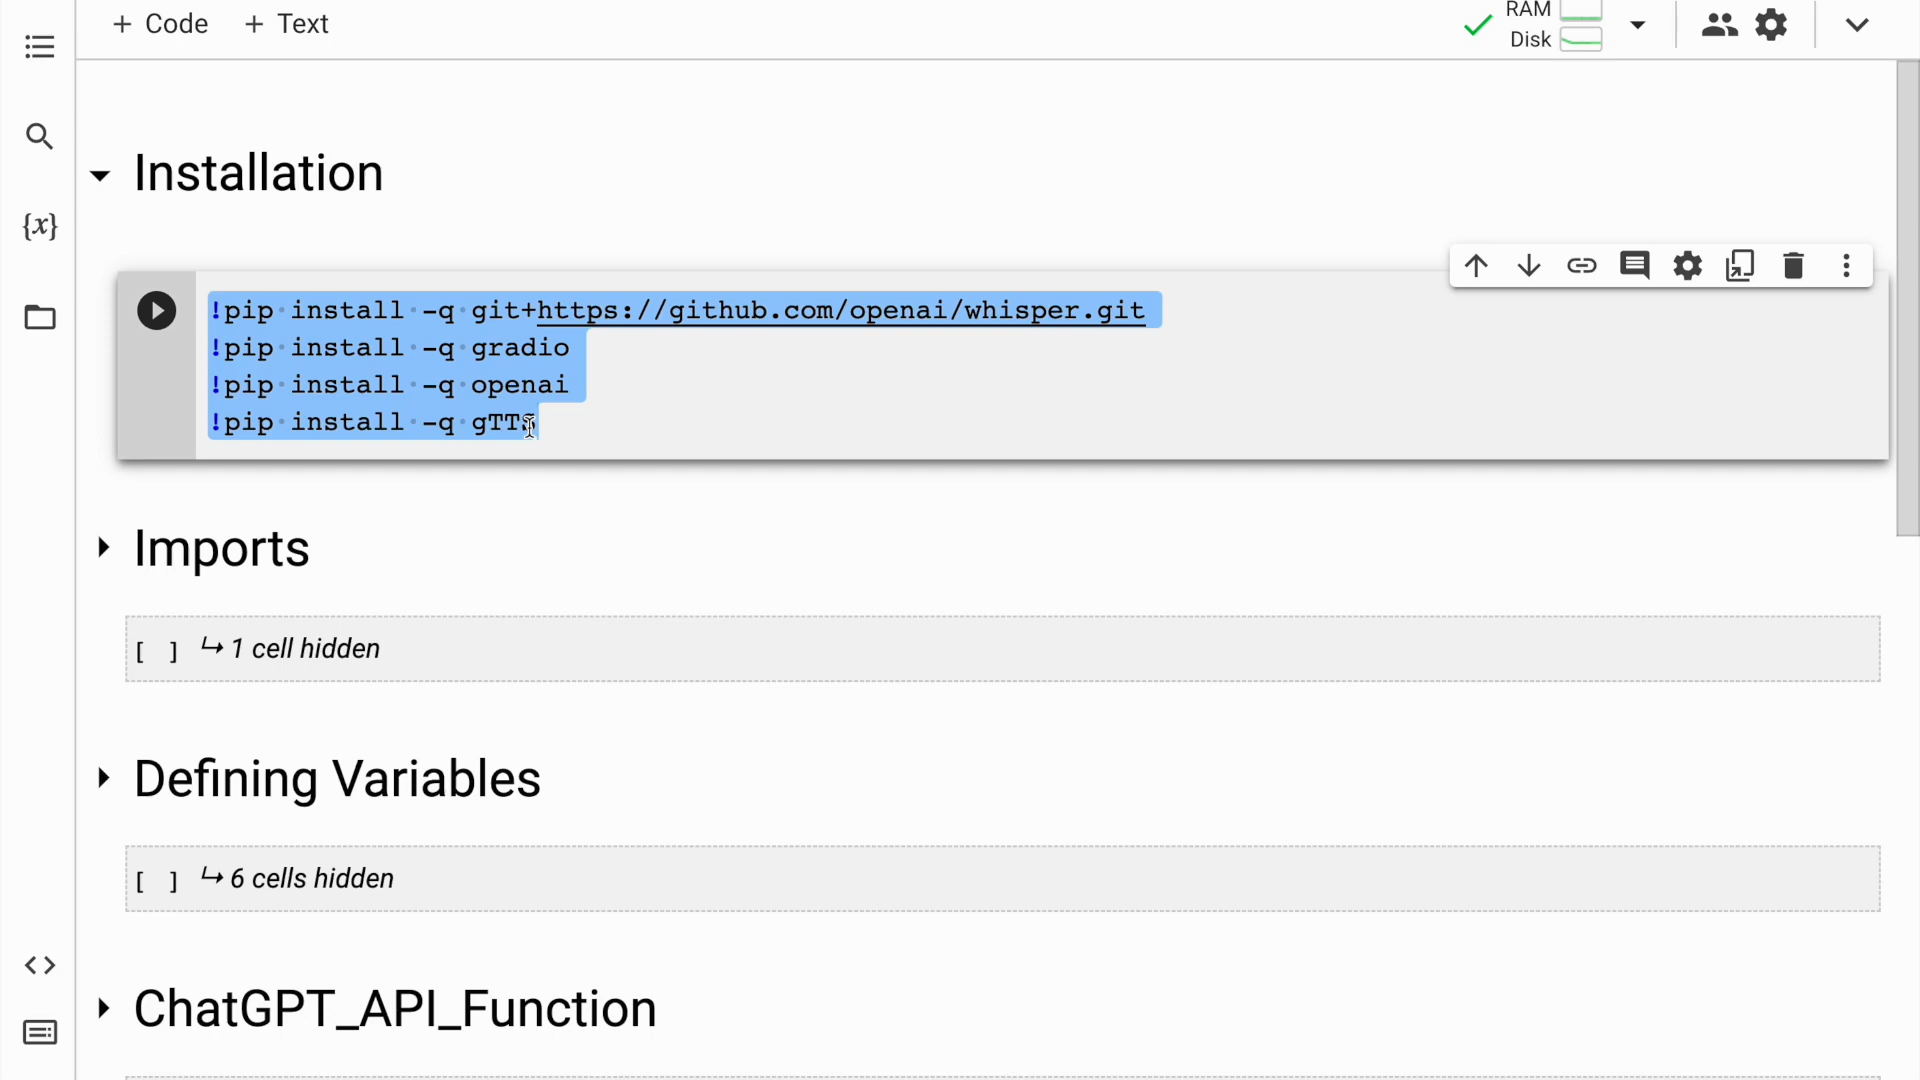 + Code + Text
RAM
Disk
Installation
!pip install -q git+https://github.com/openai/whisper.git
!pip install -q gradio
!pip install -q openai
!pip install -q gTTS
Imports
[ ] ↳ 1 cell hidden
Defining Variables
[ ] ↳ 6 cells hidden
ChatGPT_API_Function
{x}